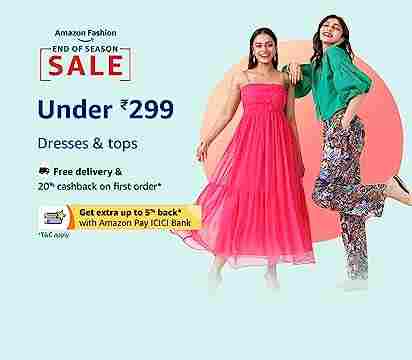 Amazon Fashion
END OF SEASON
SALE
Under ₹299
Dresses & tops
Free delivery &
20% cashback on first order*
Get extra up to 5% back*
with Amazon Pay ICICI Bank
*T&C apply